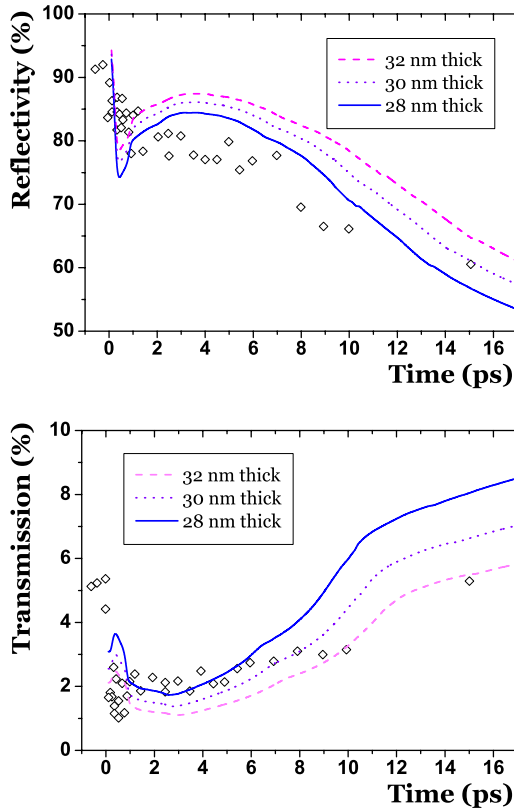 Reflectivity (%)
100
90
80
70
60
50
32 nm thick
30 nm thick
28 nm thick
0 2 4 6 8 10 12 14 16
Time (ps)
Transmission (%)
10
8
6
4
2
0
32 nm thick
30 nm thick
28 nm thick
0 2 4 6 8 10 12 14 16
Time (ps)